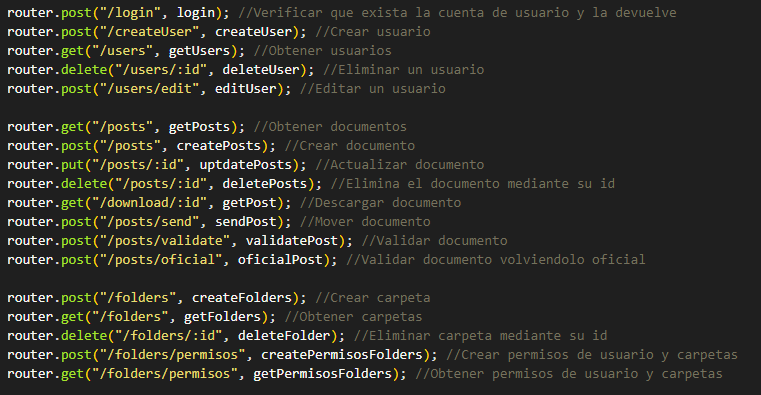 router.post("/login", login); //Verificar que exista la cuenta de usuario y la devuelve
router.post("/createUser", createUser); //Crear usuario
router.get("/users", getUsers); //Obtener usuarios
router.delete("/users/:id", deleteUser); //Eliminar un usuario
router.post("/users/edit", editUser); //Editar un usuario
router.get("/posts", getPosts); //Obtener documentos
router.post("/posts", createPosts); //Crear documento
router.put("/posts/:id", uptdatePosts); //Actualizar documento
router.delete("/posts/:id", deletePosts); //Elimina el documento mediante su id
router.get("/download/:id", getPost); //Descargar documento
router.post("/posts/send", sendPost); //Mover documento
router.post("/posts/validate", validatePost); //Validar documento
router.post("/posts/oficial", oficialPost); //Validar documento volviendolo oficial
router.post("/folders", createFolders); //Crear carpeta
router.get("/folders", getFolders); //Obtener carpetas
router.delete("/folders/:id", deleteFolder); //Eliminar carpeta mediante su id
router.post("/folders/permisos", createPermisosFolders); //Crear permisos de usuario y carpetas
router.get("/folders/permisos", getPermisosFolders); //Obtener permisos de usuario y carpetas